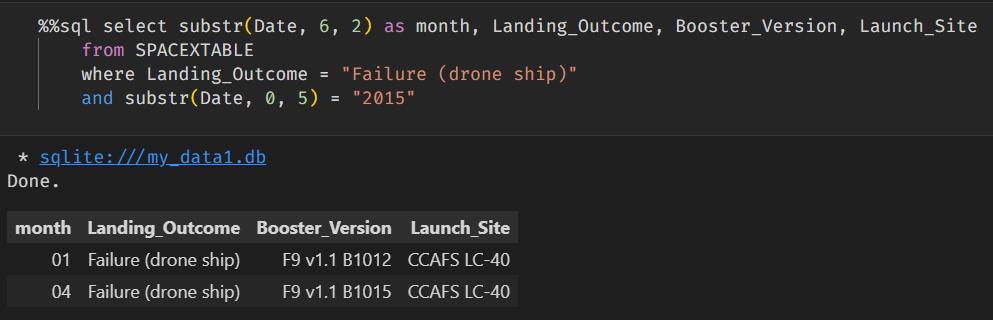 %%sql select substr(Date, 6, 2) as month, Landing_Outcome, Booster_Version, Launch_Site
from SPACEXTABLE
where Landing_Outcome = "Failure (drone ship)"
and substr(Date, 0, 5) = "2015"
* sqlite:///my_data1.db
Done.
month Landing_Outcome Booster_Version Launch_Site
01 Failure (drone ship) F9 v1.1 B1012 CCAFS LC-40
04 Failure (drone ship) F9 v1.1 B1015 CCAFS LC-40